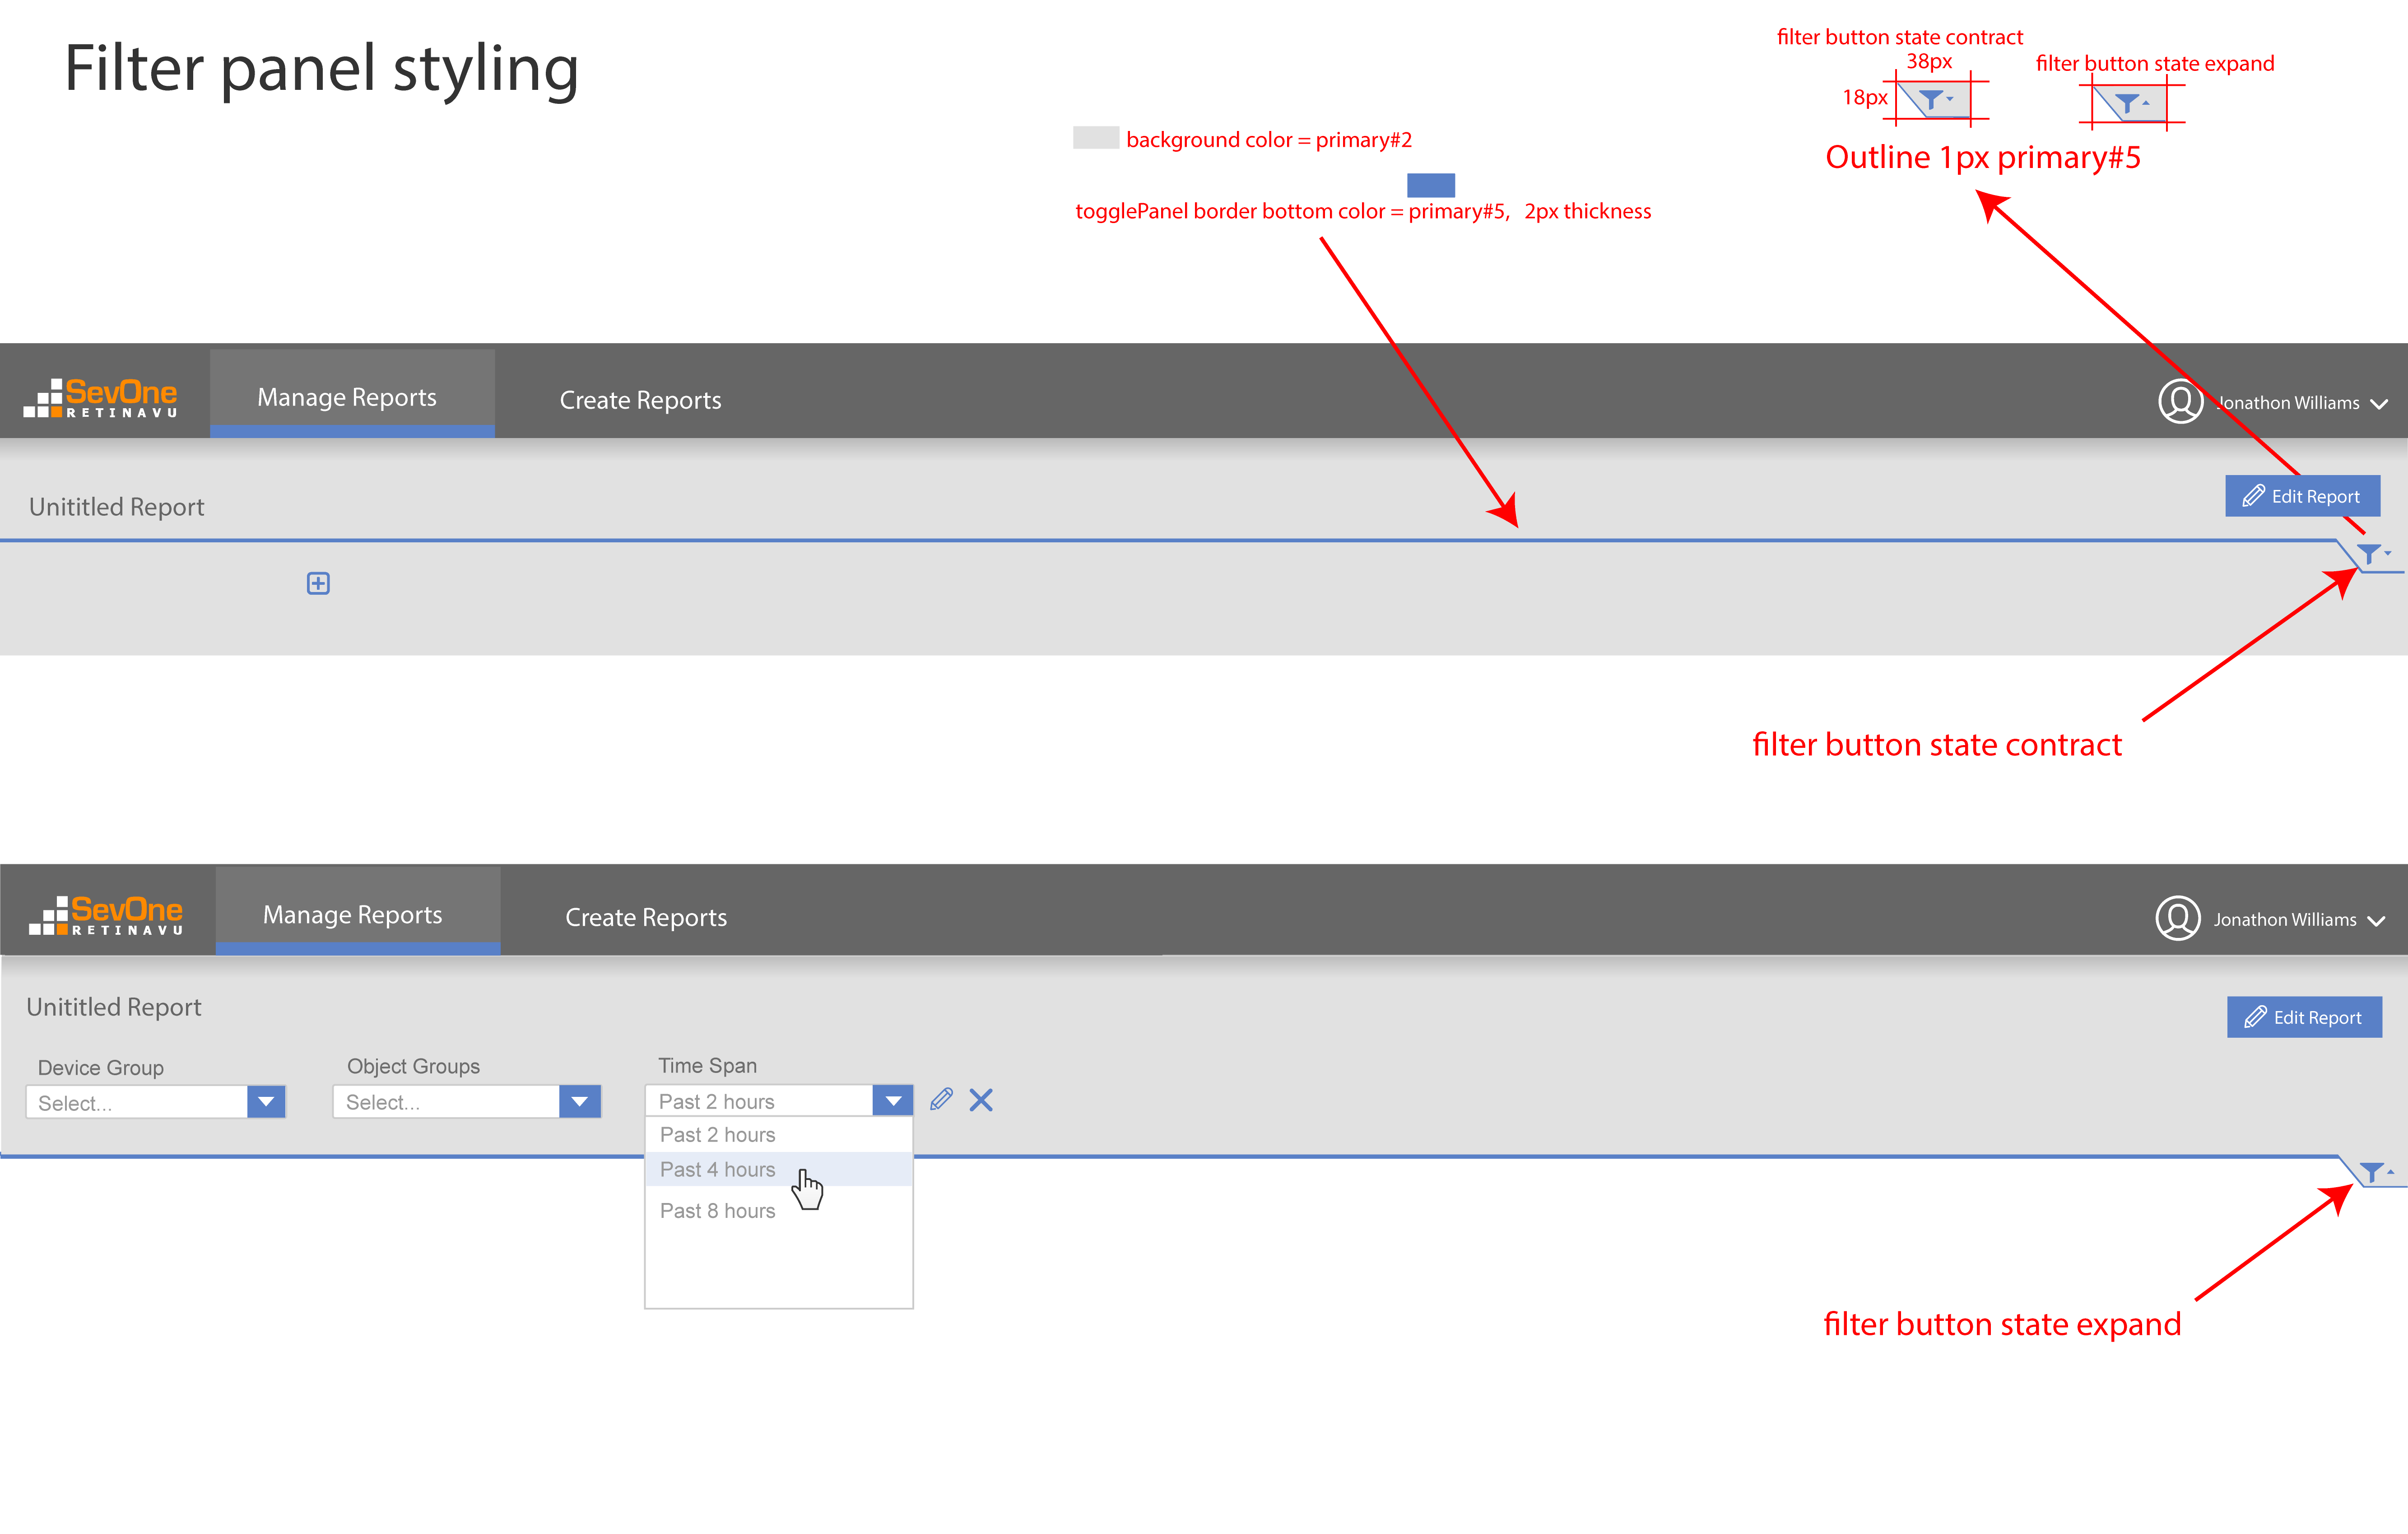 Filter panel styling
filter button state contract
38px
filter button state expand
18px
background color = primary#2
Outline 1px primary#5
togglePanel border bottom color = primary#5, 2px thickness
SevOne
RETINAVU
Manage Reports
Create Reports
Jonathon Williams
Unititled Report
Edit Report
filter button state contract
SevOne
RETINAVU
Manage Reports
Create Reports
Jonathon Williams
Unititled Report
Edit Report
Device Group
Object Groups
Time Span
Select...
Select...
Past 2 hours
Past 2 hours
Past 4 hours
Past 8 hours
filter button state expand